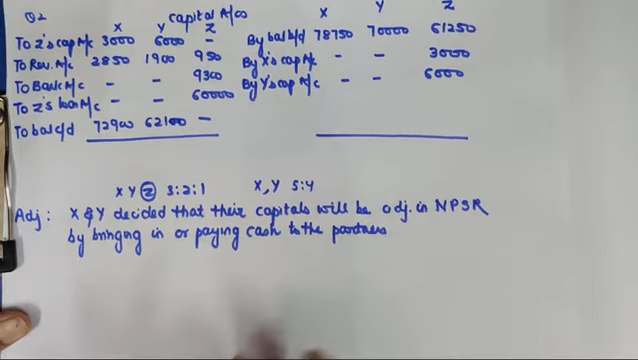 Q2 Capital A/cs
X Y Z X Y Z
To Z's cap A/c 3000 6000 - By bal b/d 78750 70000 61250
To Rev. A/c 2850 1900 950 By X's cap A/c - - 3000
To Bank A/c - - 9300 By Y's cap A/c - - 6000
To Z's loan A/c - - 60000
To bal c/d 72900 62100 -
X Y Z 3:2:1 X, Y 5:4
Adj: X & Y decided that their capitals will be adj. in NPSR
by bringing in or paying cash to the partners